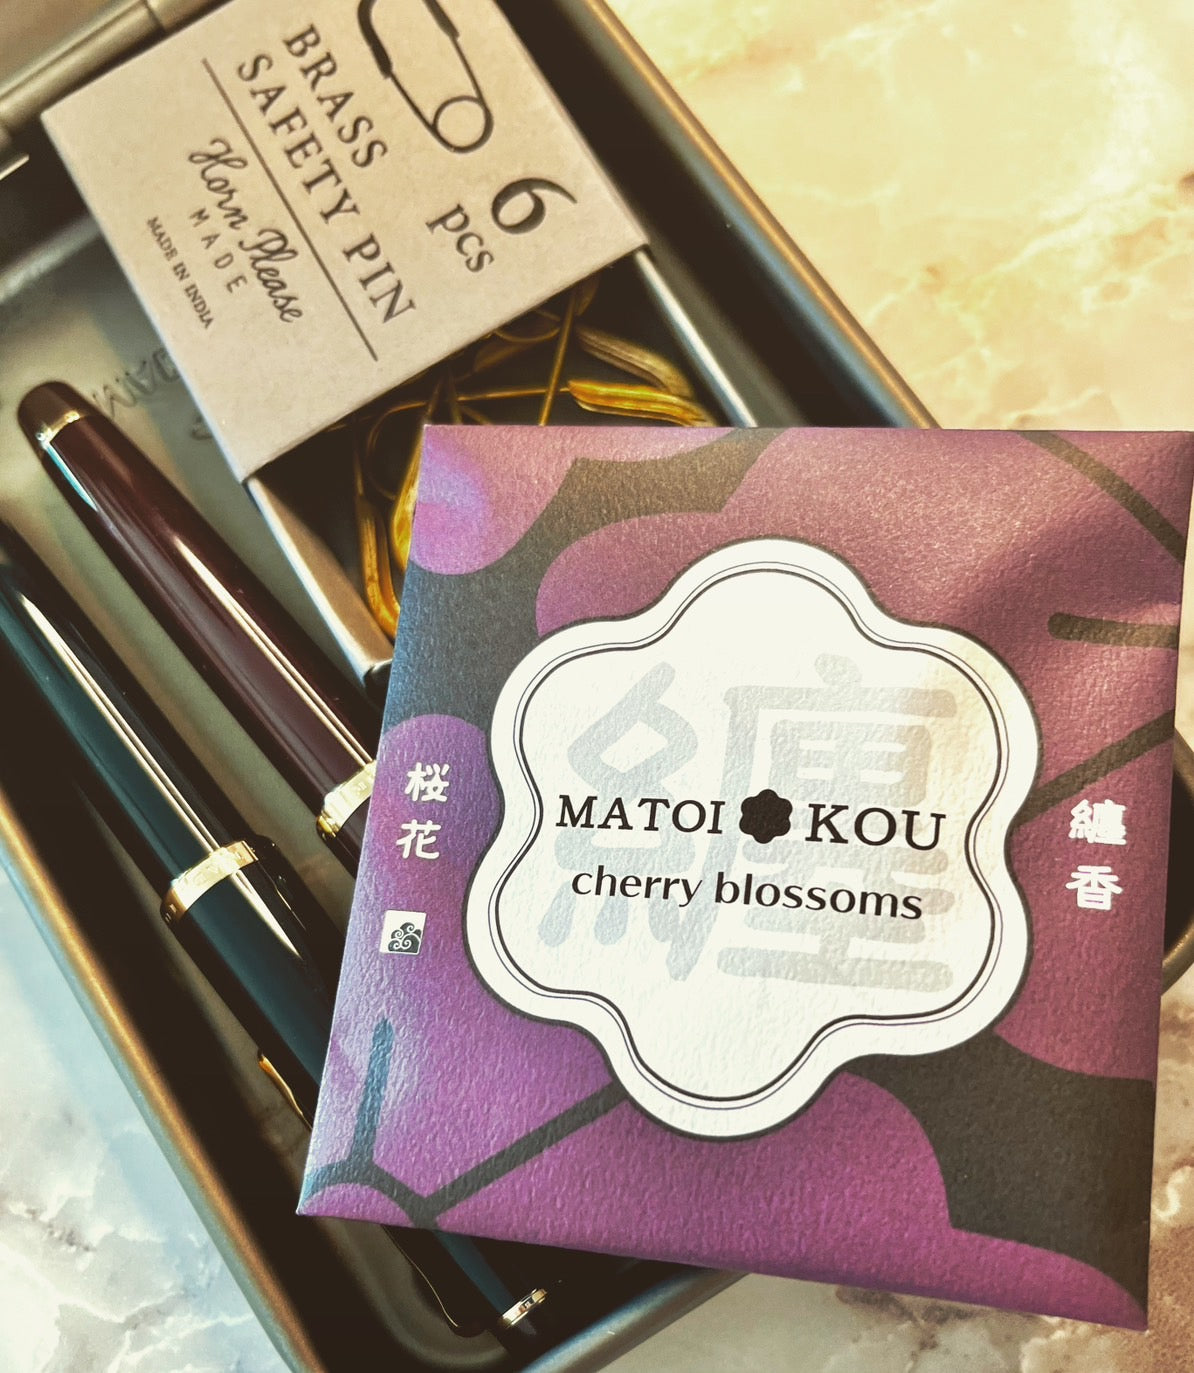 BRASS
SAFETY PIN
6
pcs
Horn Please
MADE
MADE IN INDIA
纏
MATOI KOU
cherry blossoms
桜花
纏香